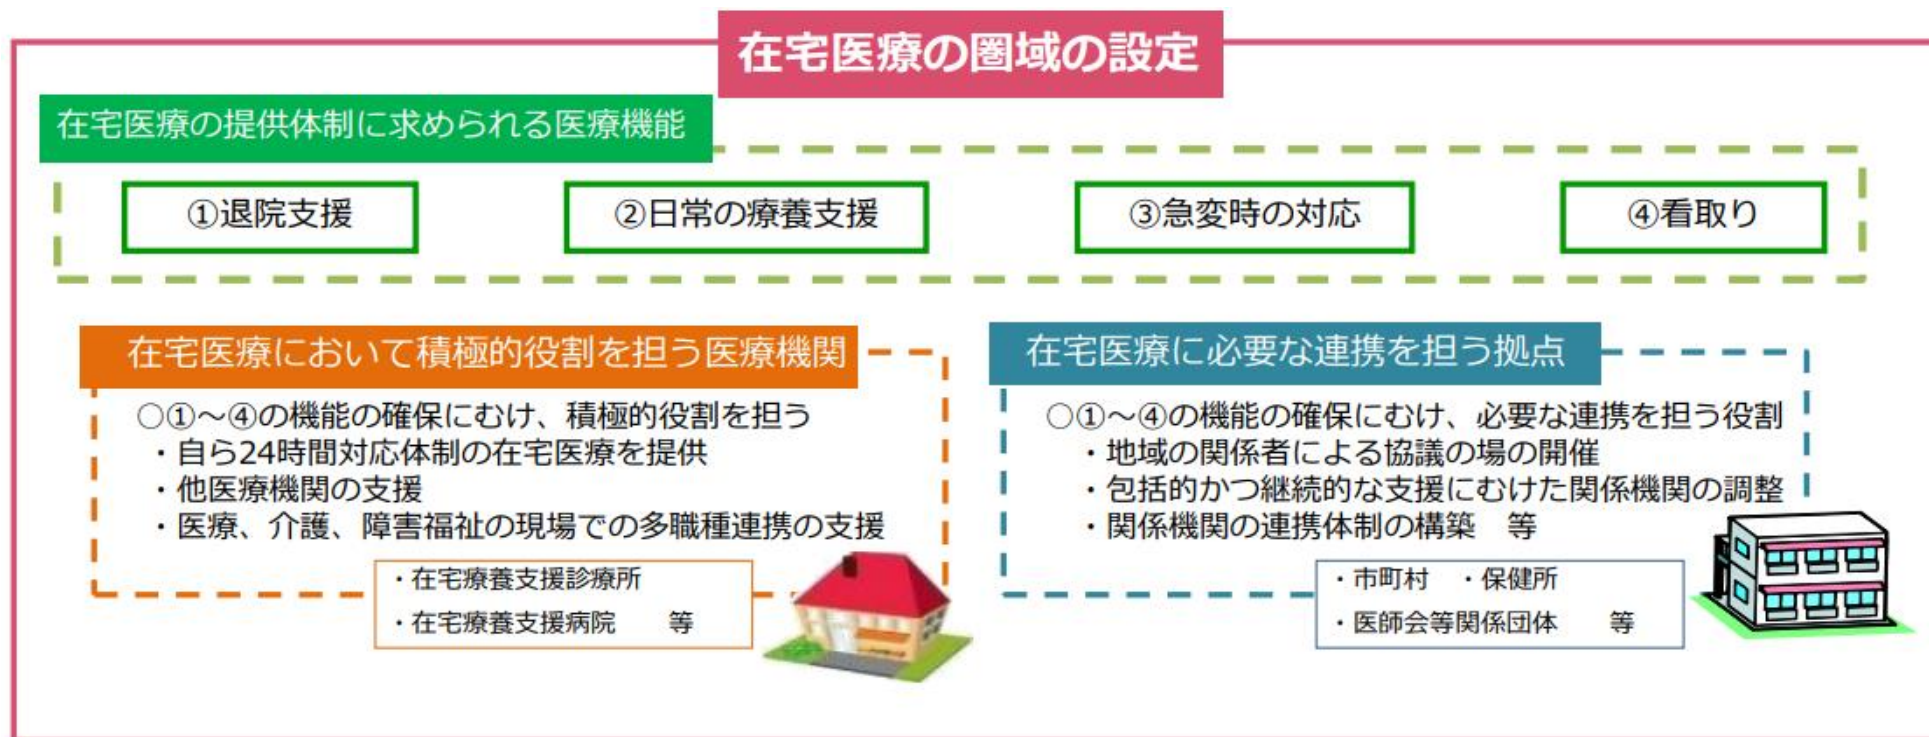 在宅医療の圏域の設定
在宅医療の提供体制に求められる医療機能
①退院支援
②日常の療養支援
③急変時の対応
④看取り
在宅医療において積極的役割を担う医療機関
○①～④の機能の確保にむけ、積極的役割を担う
・自ら24時間対応体制の在宅医療を提供
・他医療機関の支援
・医療、介護、障害福祉の現場での多職種連携の支援
・在宅療養支援診療所
・在宅療養支援病院　等
在宅医療に必要な連携を担う拠点
○①～④の機能の確保にむけ、必要な連携を担う役割
・地域の関係者による協議の場の開催
・包括的かつ継続的な支援にむけた関係機関の調整
・関係機関の連携体制の構築　等
・市町村　・保健所
・医師会等関係団体　等